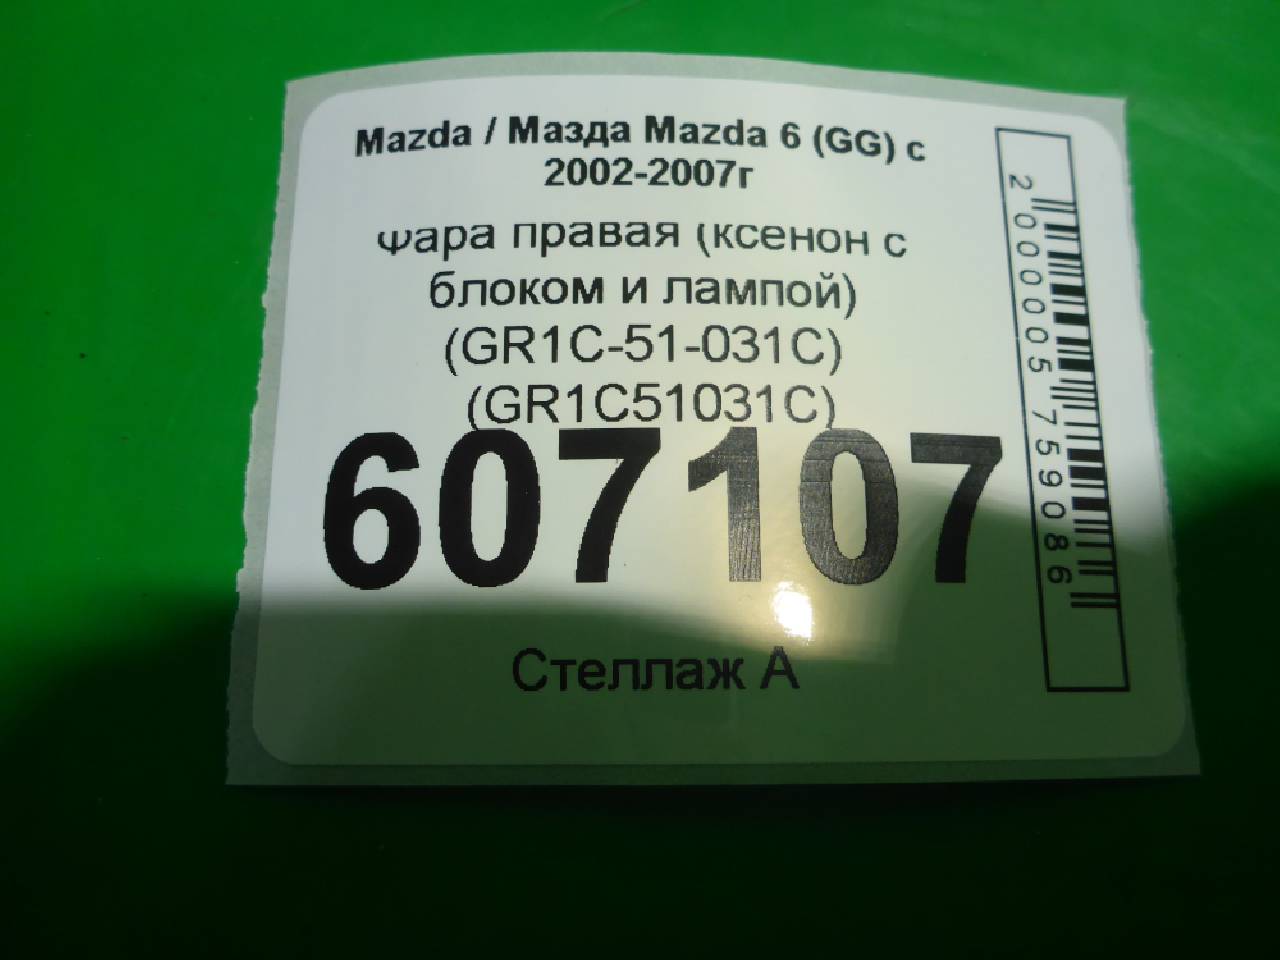 Mazda / Мазда Mazda 6 (GG) с
2002-2007г
Фара правая (ксенон с
блоком и лампой)
(GR1C-51-031C)
(GR1C51031C)
607107
Стеллаж А
2000005759086